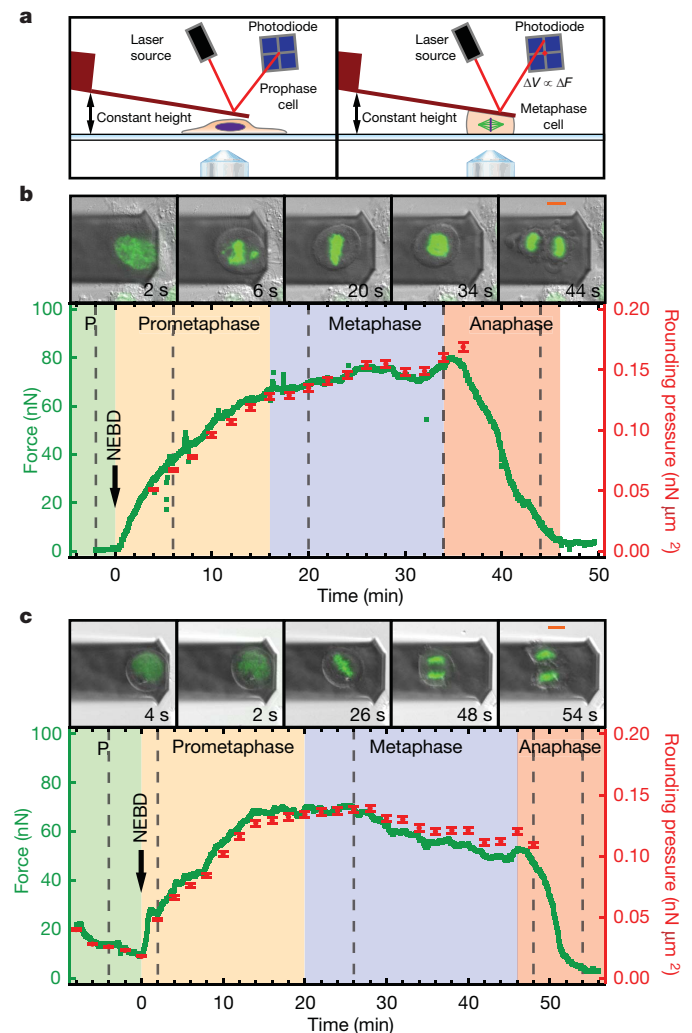 a
Laser source
Photodiode
Prophase cell
Constant height
Laser source
Photodiode
ΔV ∝ ΔF
Metaphase cell
Constant height
b
2 s
6 s
20 s
34 s
44 s
100
80
60
40
20
0
Force (nN)
P
Prometaphase
Metaphase
Anaphase
NEBD
0.20
0.15
0.10
0.05
0.00
Rounding pressure (nN µm ²)
0
10
20
30
40
50
Time (min)
c
4 s
2 s
26 s
48 s
54 s
100
80
60
40
20
0
Force (nN)
P
Prometaphase
Metaphase
Anaphase
NEBD
0.20
0.15
0.10
0.05
0.00
Rounding pressure (nN µm ²)
0
10
20
30
40
50
Time (min)